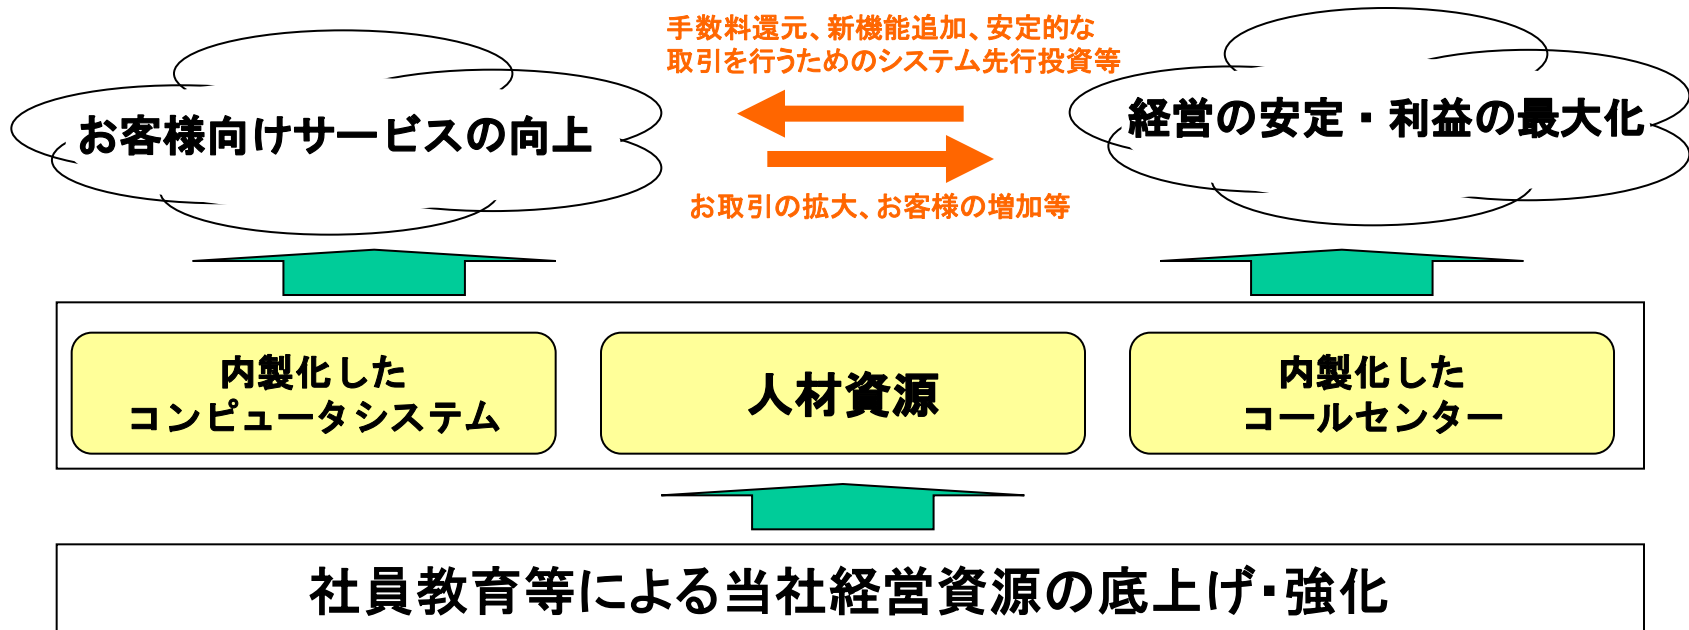 手数料還元、新機能追加、安定的な
取引を行うためのシステム先行投資等
お客様向けサービスの向上
経営の安定・利益の最大化
お取引の拡大、お客様の増加等
内製化した
コンピュータシステム
人材資源
内製化した
コールセンター
社員教育等による当社経営資源の底上げ・強化